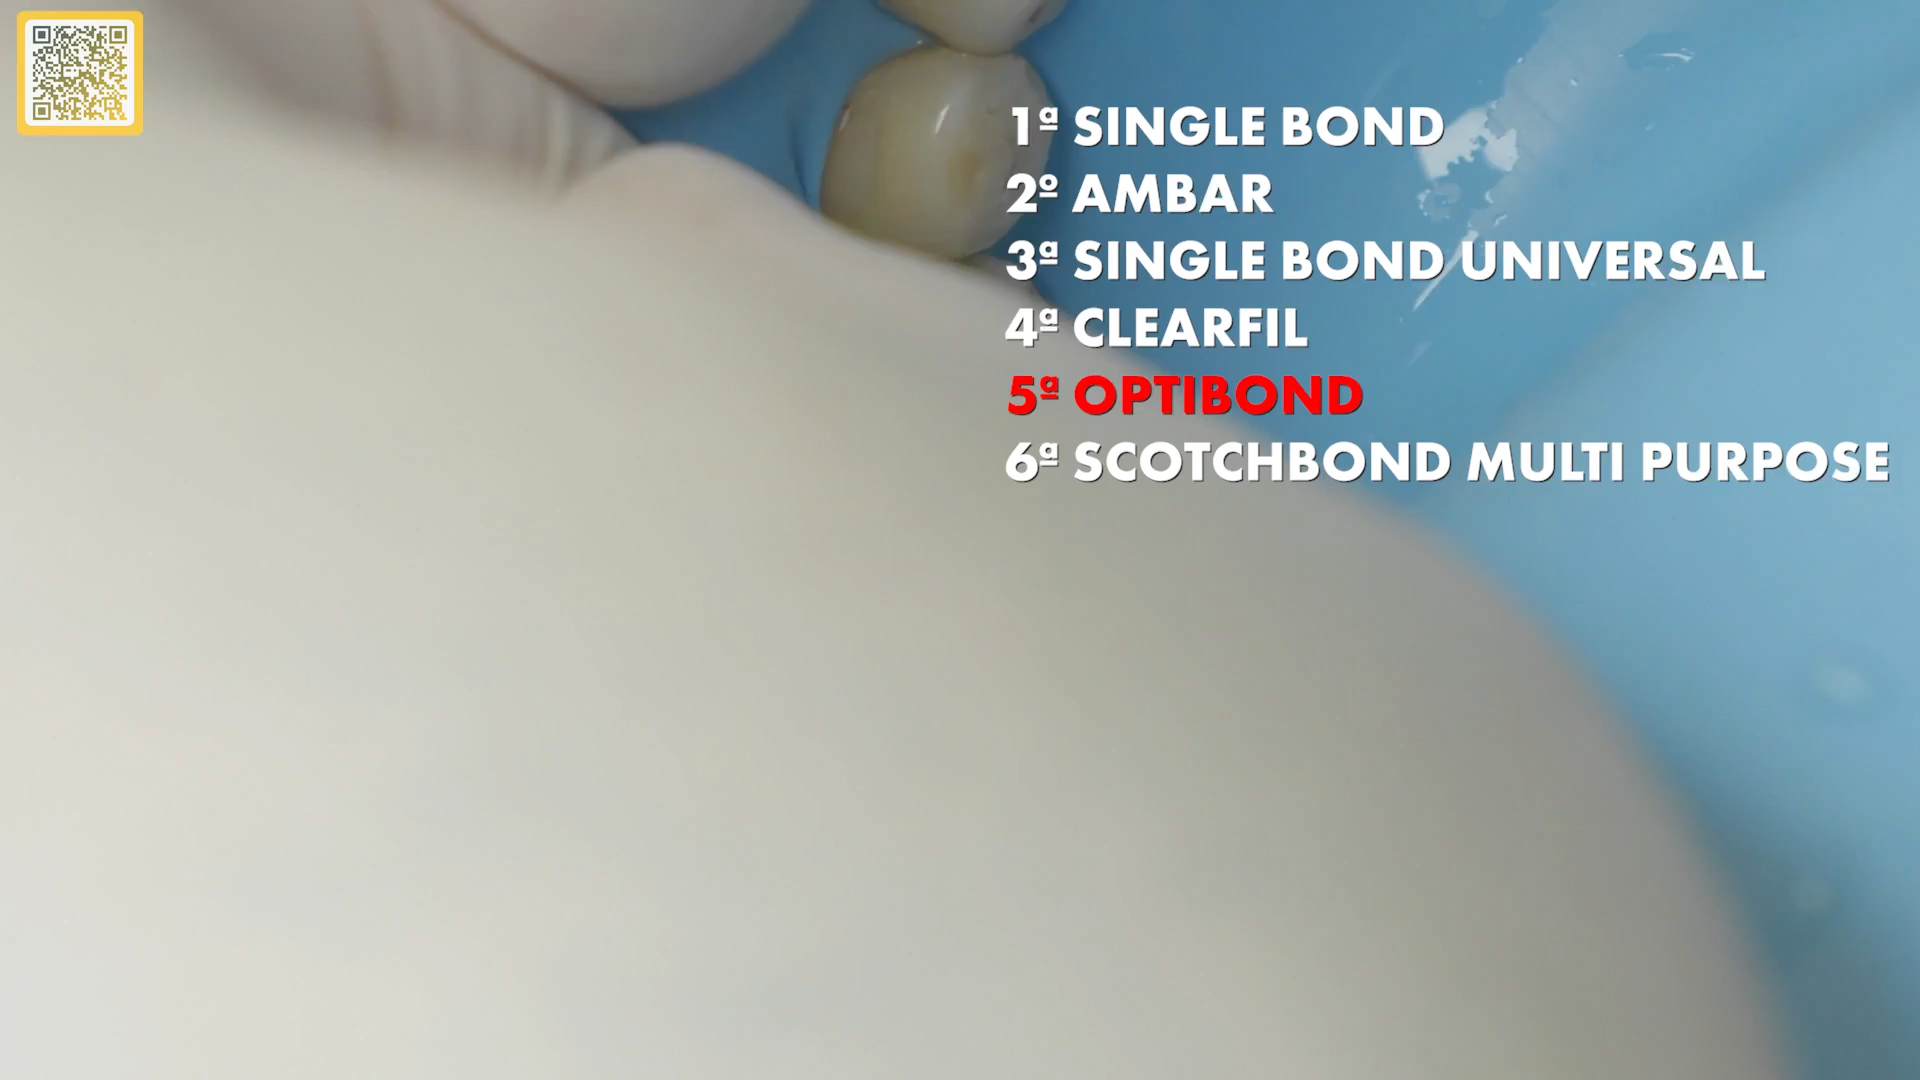 1ª SINGLE BOND
2º AMBAR
3ª SINGLE BOND UNIVERSAL
4ª CLEARFIL
5ª OPTIBOND
6ª SCOTCHBOND MULTI PURPOSE